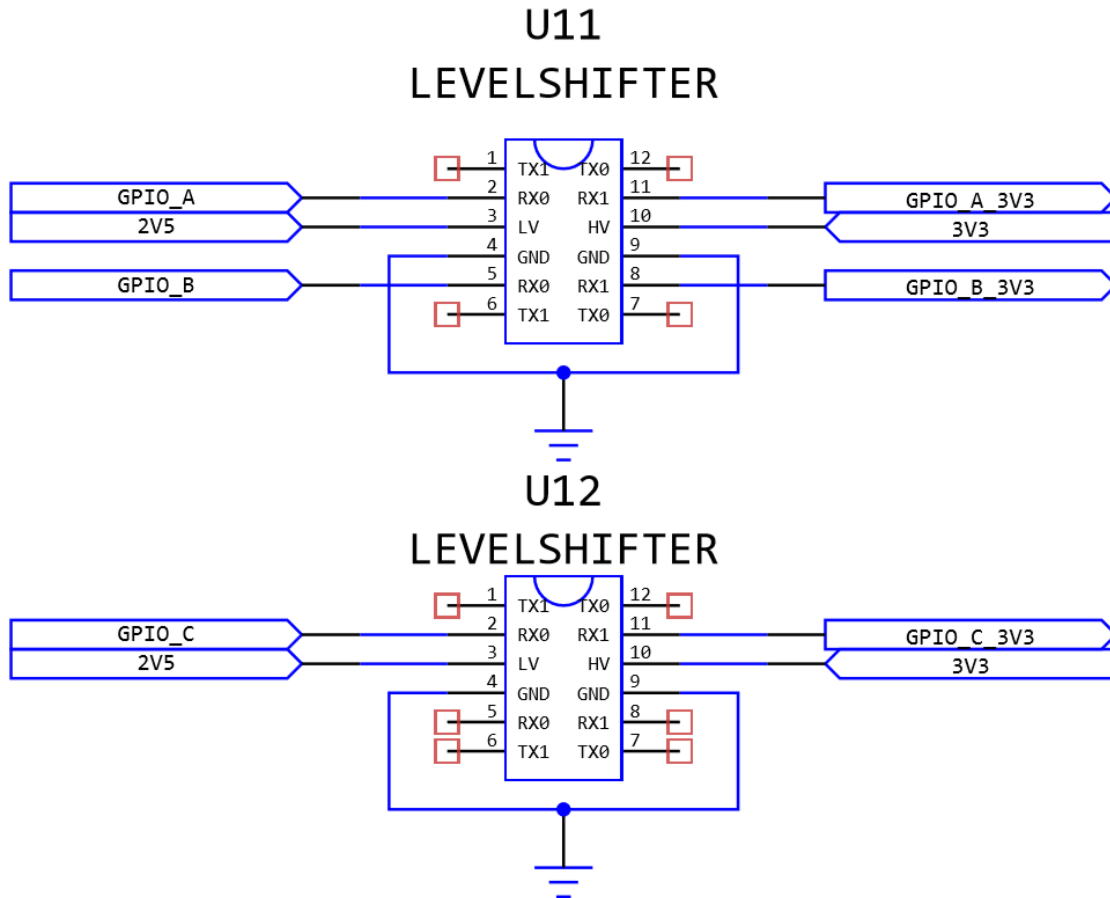 U11
LEVELSHIFTER
1 TX1 TX0 12
GPIO_A 2 RX0 RX1 11 GPIO_A_3V3
2V5 3 LV HV 10 3V3
4 GND GND 9
GPIO_B 5 RX0 RX1 8 GPIO_B_3V3
6 TX1 TX0 7
U12
LEVELSHIFTER
1 TX1 TX0 12
GPIO_C 2 RX0 RX1 11 GPIO_C_3V3
2V5 3 LV HV 10 3V3
4 GND GND 9
5 RX0 RX1 8
6 TX1 TX0 7